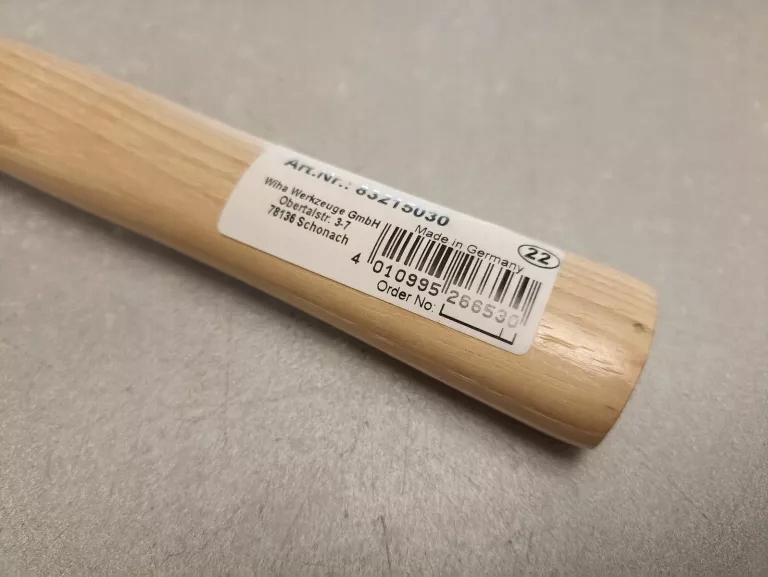 Art.Nr.: 83215030
Wiha Werkzeuge GmbH
Obertalstr. 3-7
78136 Schonach
Made in Germany
22
4 010995 266530
Order No: